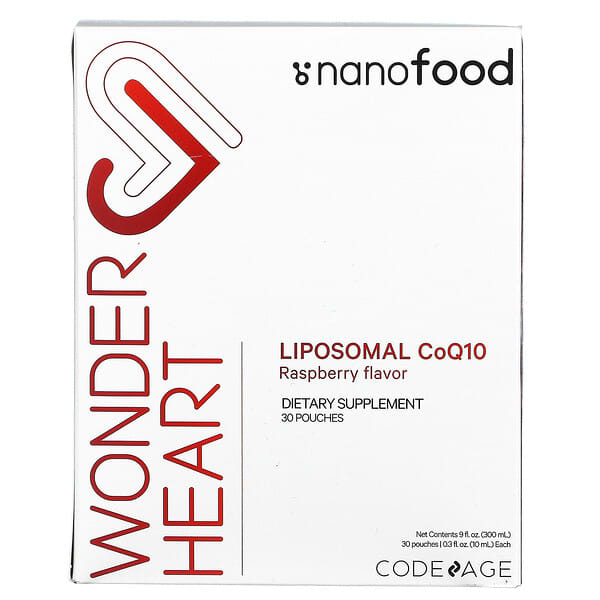 nanofood
WONDER
HEART
LIPOSOMAL CoQ10
Raspberry flavor
DIETARY SUPPLEMENT
30 POUCHES
Net Contents 9 fl. oz. (300 mL)
30 pouches | 0.3 fl. oz. (10 mL) Each
CODEAGE